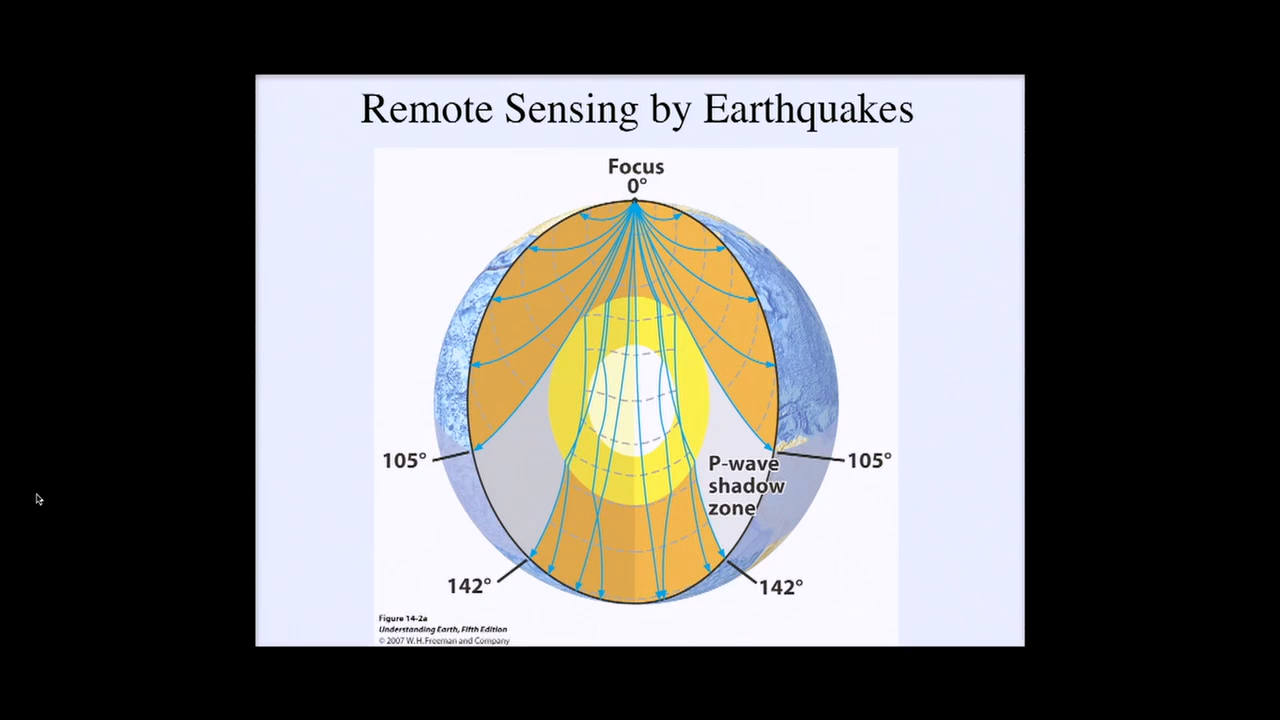 Remote Sensing by Earthquakes
Focus
0°
105°
105°
P-wave
shadow
zone
142°
142°
Figure 14-2a
Understanding Earth, Fifth Edition
© 2007 W. H. Freeman and Company